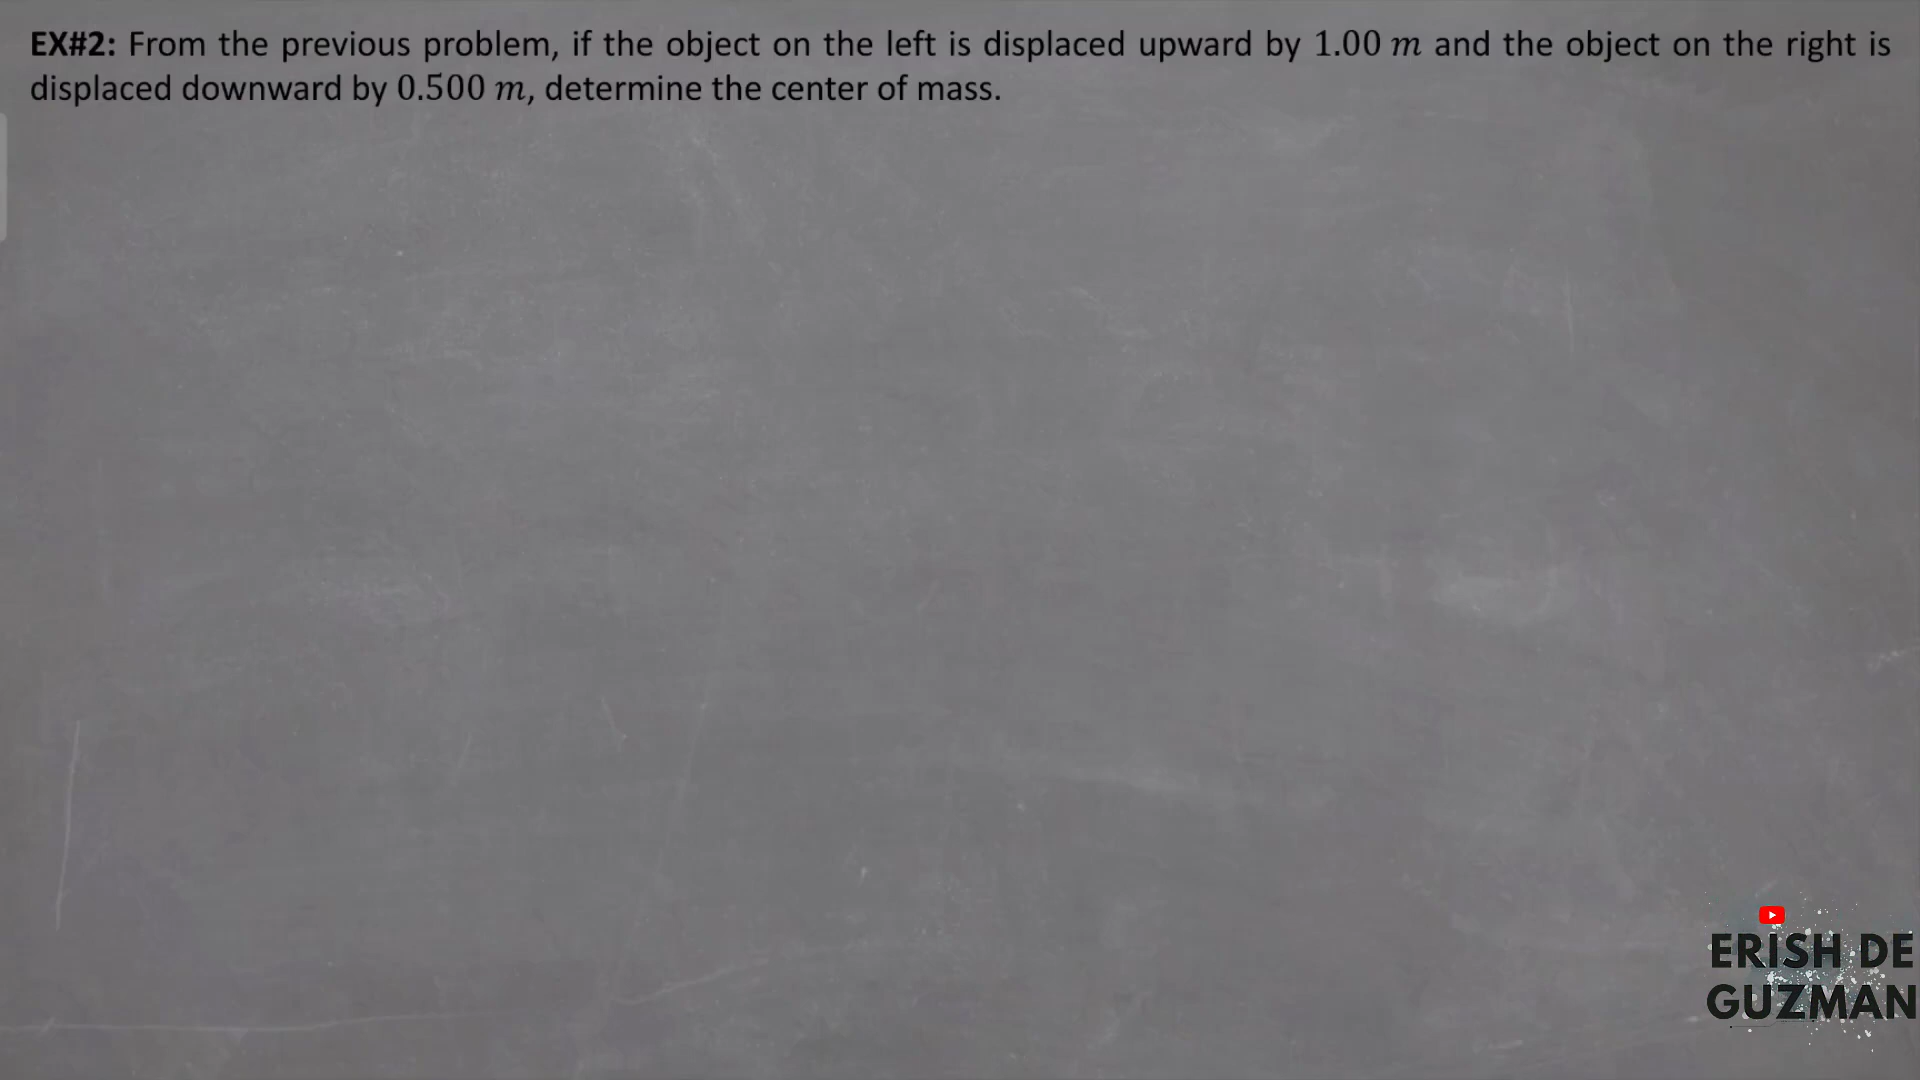 EX#2: From the previous problem, if the object on the left is displaced upward by 1.00 m and the object on the right is
displaced downward by 0.500 m, determine the center of mass.
ERISH DE
GUZMAN